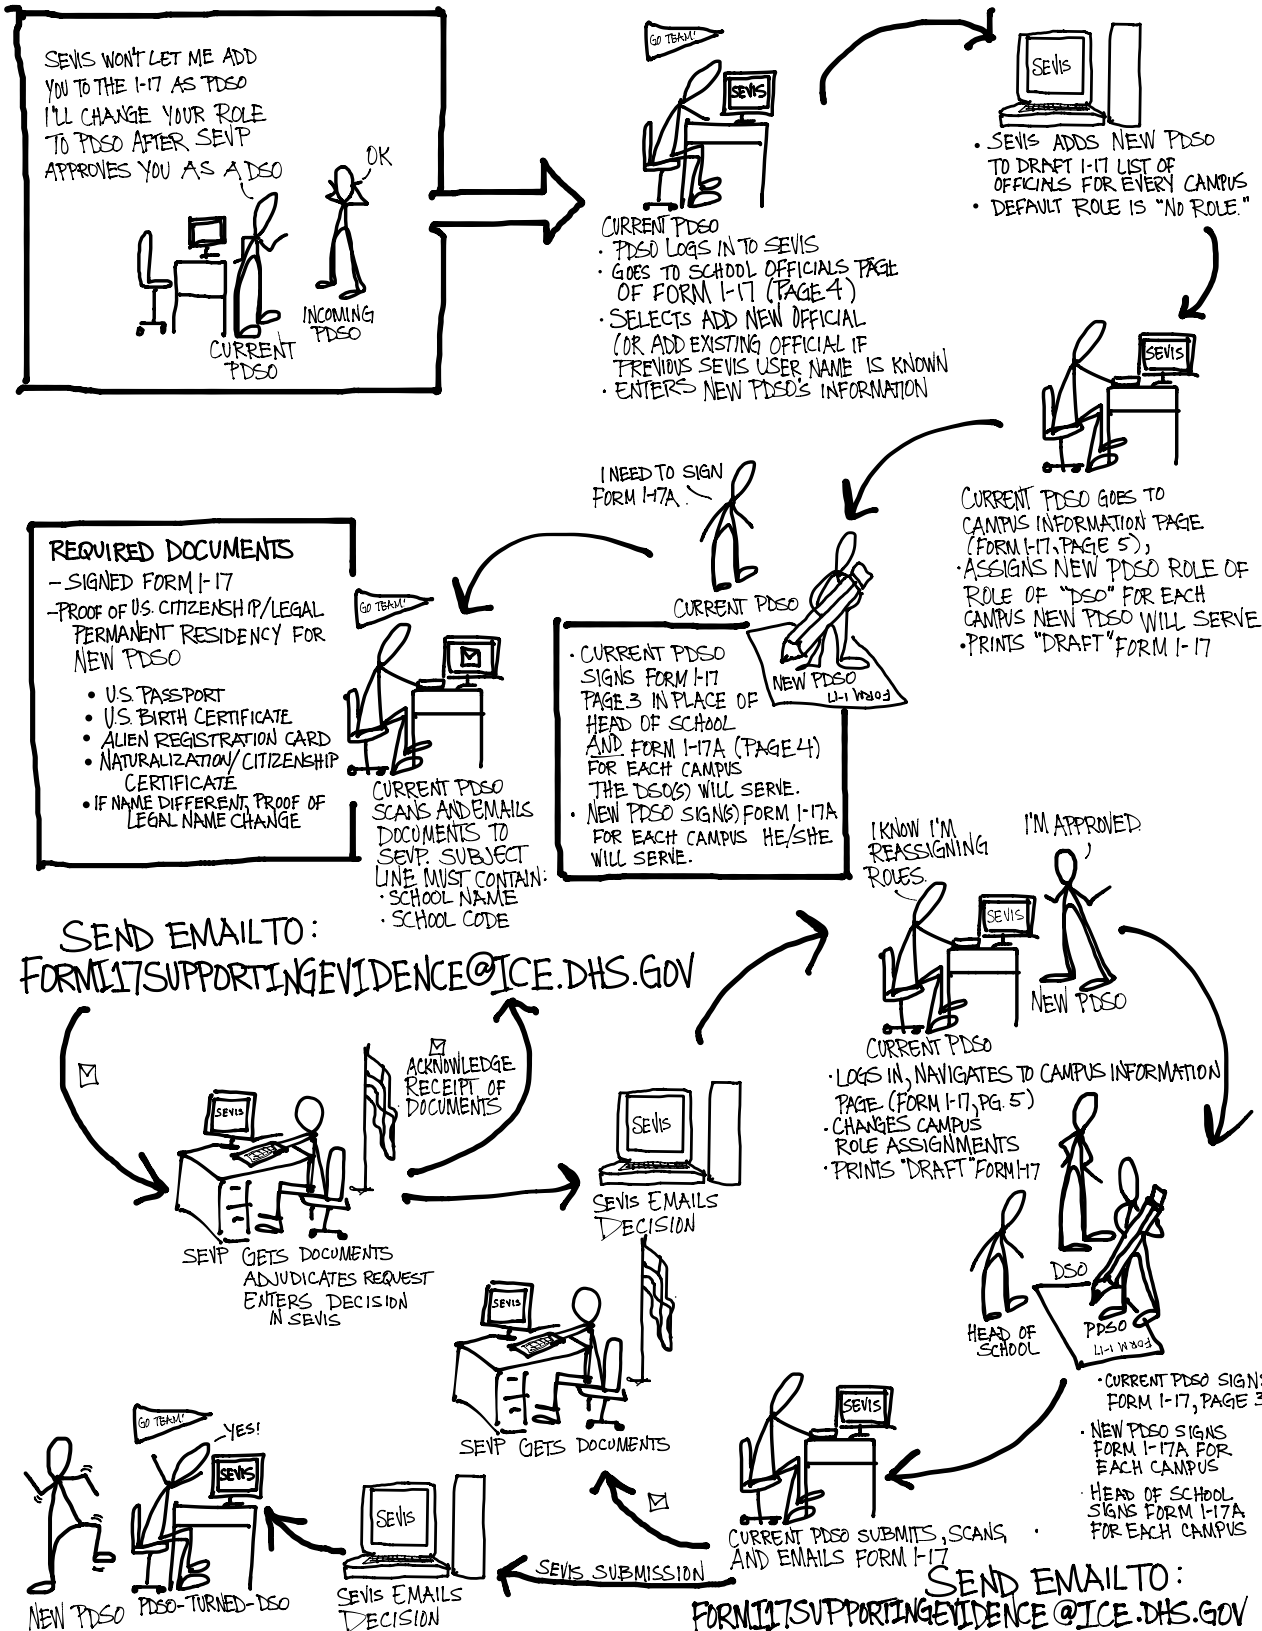 SEVIS WON'T LET ME ADD
YOU TO THE I-17 AS PDSO
I'LL CHANGE YOUR ROLE
TO PDSO AFTER SEVP
APPROVES YOU AS A DSO
OK
INCOMING
PDSO
CURRENT
PDSO
GO TEAM!
SEVIS
CURRENT PDSO
· PDSO LOGS IN TO SEVIS
· GOES TO SCHOOL OFFICIALS PAGE
OF FORM I-17 (PAGE 4)
· SELECTS ADD NEW OFFICIAL
(OR ADD EXISTING OFFICIAL IF
PREVIOUS SEVIS USER NAME IS KNOWN
· ENTERS NEW PDSO'S INFORMATION
SEVIS
• SEVIS ADDS NEW PDSO
TO DRAFT I-17 LIST OF
OFFICIALS FOR EVERY CAMPUS
• DEFAULT ROLE IS "NO ROLE."
SEVIS
CURRENT PDSO GOES TO
CAMPUS INFORMATION PAGE
(FORM I-17, PAGE 5),
· ASSIGNS NEW PDSO ROLE OF
ROLE OF "DSO" FOR EACH
CAMPUS NEW PDSO WILL SERVE
· PRINTS "DRAFT" FORM I-17
I NEED TO SIGN
FORM I-17A.
CURRENT PDSO
NEW PDSO
FORM I-17
· CURRENT PDSO
SIGNS FORM I-17
PAGE 3 IN PLACE OF
HEAD OF SCHOOL
AND FORM I-17A (PAGE 4)
FOR EACH CAMPUS
THE DSO(S) WILL SERVE.
· NEW PDSO SIGN(S) FORM I-17A
FOR EACH CAMPUS HE/SHE
WILL SERVE.
GO TEAM!
CURRENT PDSO
SCANS AND EMAILS
DOCUMENTS TO
SEVP. SUBJECT
LINE MUST CONTAIN:
· SCHOOL NAME
· SCHOOL CODE
REQUIRED DOCUMENTS
- SIGNED FORM I-17
- PROOF OF U.S. CITIZENSHIP/LEGAL
PERMANENT RESIDENCY FOR
NEW PDSO
• U.S. PASSPORT
• U.S. BIRTH CERTIFICATE
• ALIEN REGISTRATION CARD
• NATURALIZATION/CITIZENSHIP
CERTIFICATE
• IF NAME DIFFERENT, PROOF OF
LEGAL NAME CHANGE
SEND EMAIL TO:
FORMI17SUPPORTINGEVIDENCE@ICE.DHS.GOV
ACKNOWLEDGE
RECEIPT OF
DOCUMENTS
SEVIS
SEVP GETS DOCUMENTS
ADJUDICATES REQUEST
ENTERS DECISION
IN SEVIS
SEVIS
SEVIS EMAILS
DECISION
I KNOW I'M
REASSIGNING
ROLES.
I'M APPROVED.
SEVIS
NEW PDSO
CURRENT PDSO
· LOGS IN, NAVIGATES TO CAMPUS INFORMATION
PAGE (FORM I-17, PG. 5)
· CHANGES CAMPUS
ROLE ASSIGNMENTS
· PRINTS "DRAFT" FORM I-17
DSO
HEAD OF
SCHOOL
PDSO
FORM I-17
· CURRENT PDSO SIGNS
FORM I-17, PAGE 3
· NEW PDSO SIGNS
FORM I-17A FOR
EACH CAMPUS
· HEAD OF SCHOOL
SIGNS FORM I-17A
FOR EACH CAMPUS
SEVIS
CURRENT PDSO SUBMITS, SCANS,
AND EMAILS FORM I-17
SEND EMAIL TO:
FORMI17SUPPORTINGEVIDENCE@ICE.DHS.GOV
SEVIS
SEVP GETS DOCUMENTS
SEVIS SUBMISSION
SEVIS
SEVIS EMAILS
DECISION
GO TEAM!
YES!
SEVIS
PDSO-TURNED-DSO
NEW PDSO